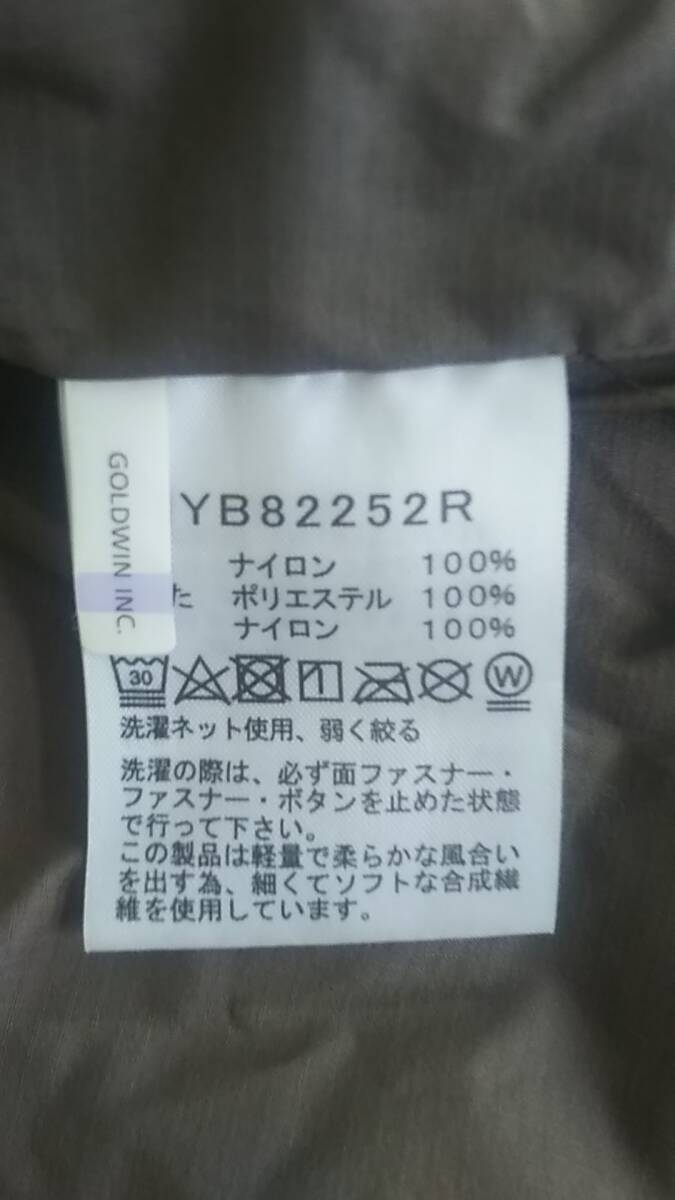 GOLDWIN INC.
YB82252R
ナイロン 100%
た ポリエステル 100%
ナイロン 100%
30 W
洗濯ネット使用、弱く絞る
洗濯の際は、必ず面ファスナー・
ファスナー・ボタンを止めた状態
で行って下さい。
この製品は軽量で柔らかな風合い
を出す為、細くてソフトな合成繊
維を使用しています。